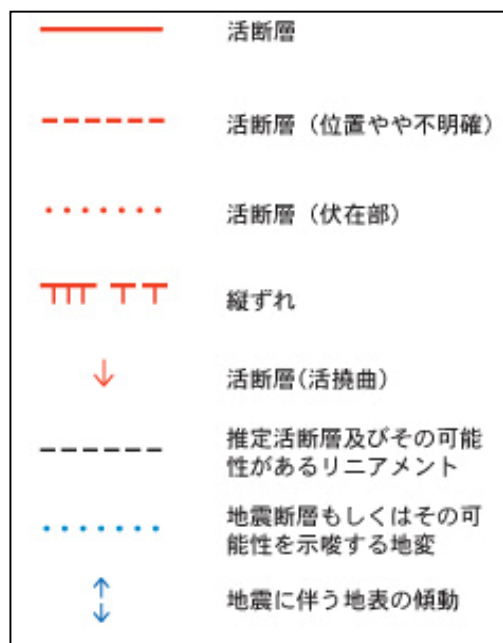 活断層
活断層（位置やや不明確）
活断層（伏在部）
縦ずれ
活断層(活撓曲)
推定活断層及びその可能
性があるリニアメント
地震断層もしくはその可
能性を示唆する地変
地震に伴う地表の傾動